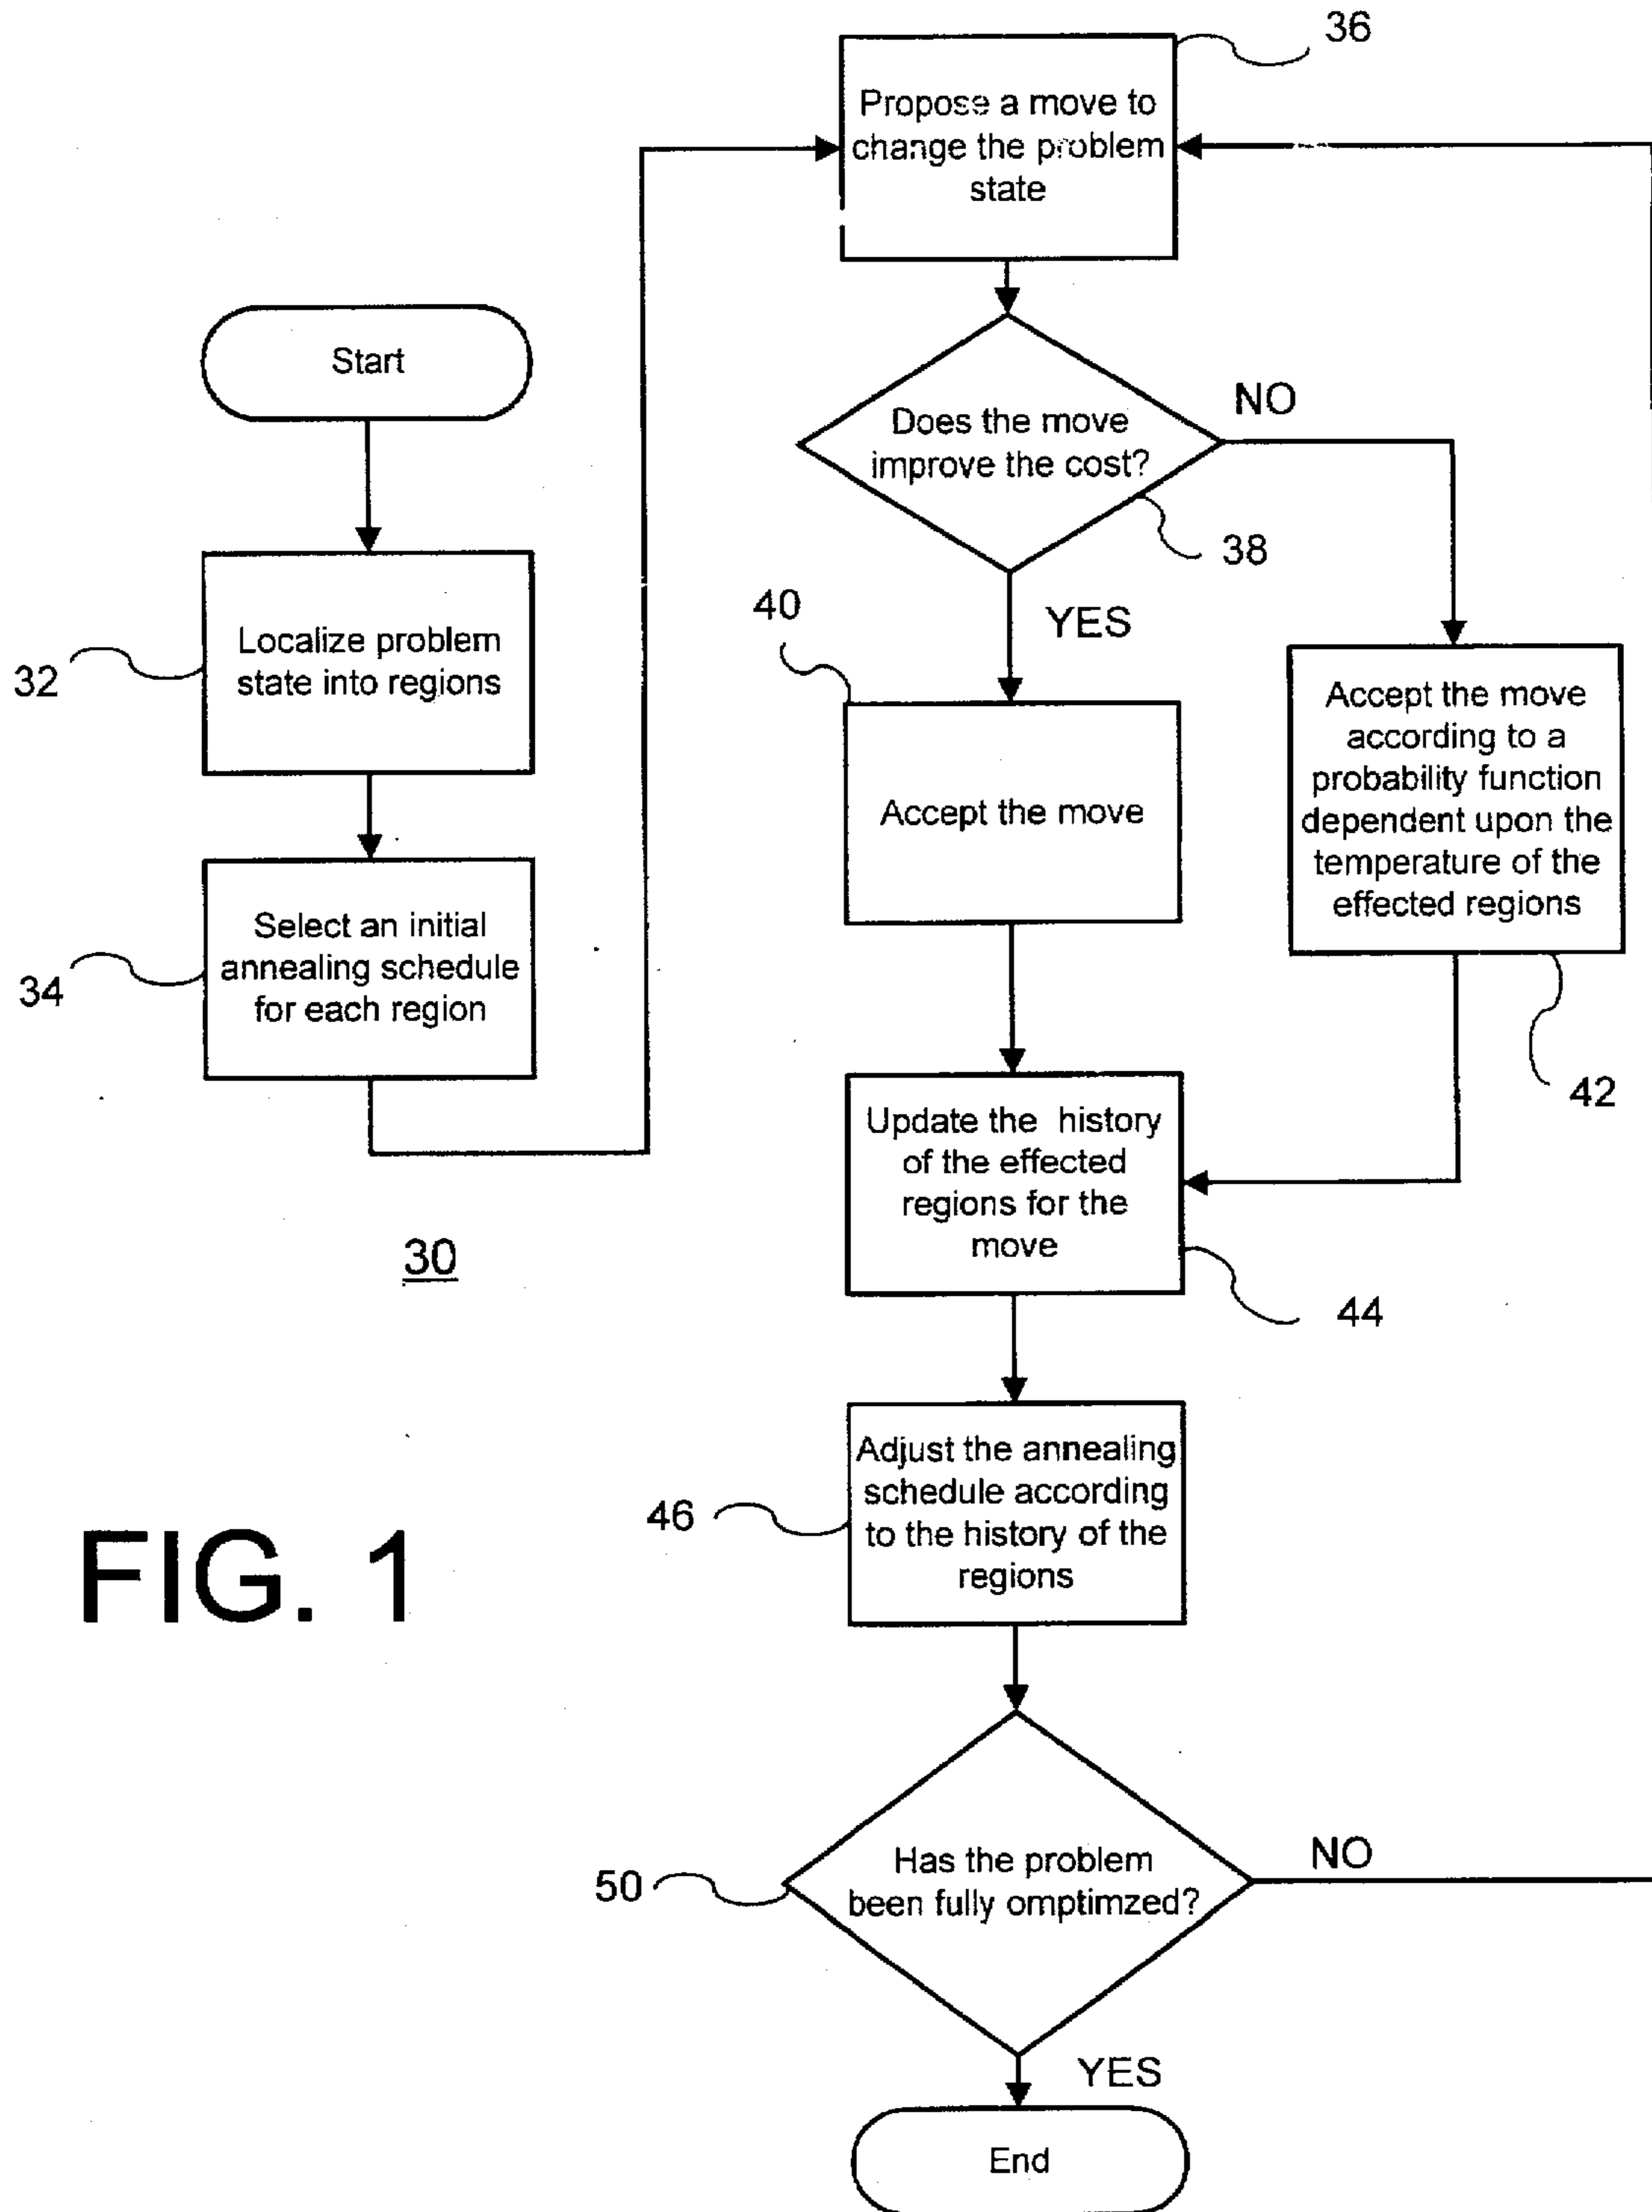 Start
32
Localize problem
state into regions
34
Select an initial
annealing schedule
for each region
30
FIG. 1
36
Propose a move to
change the problem
state
Does the move
improve the cost?
NO
38
YES
40
Accept the move
Accept the move
according to a
probability function
dependent upon the
temperature of the
effected regions
42
Update the history
of the effected
regions for the
move
44
46
Adjust the annealing
schedule according
to the history of the
regions
50
Has the problem
been fully omptimzed?
NO
YES
End